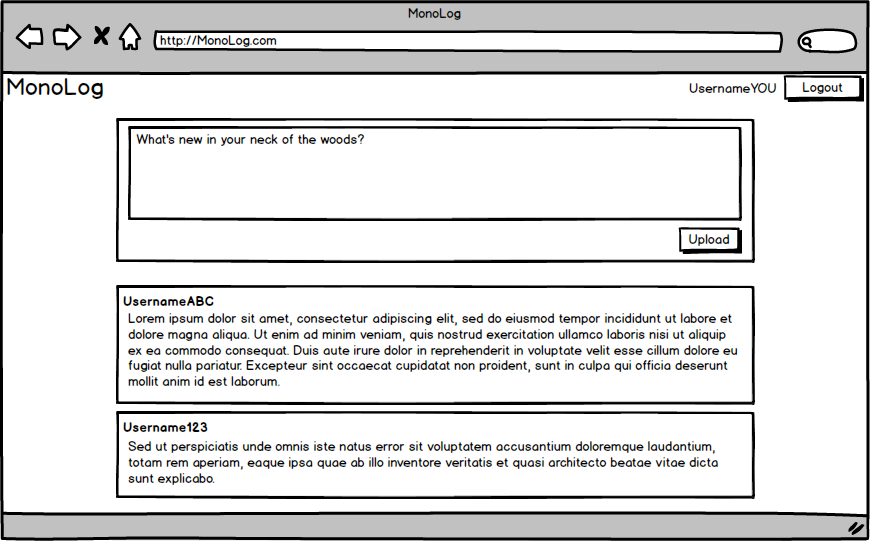 MonoLog
http://MonoLog.com
MonoLog
UsernameYOU
Logout
What's new in your neck of the woods?
Upload
UsernameABC
Lorem ipsum dolor sit amet, consectetur adipiscing elit, sed do eiusmod tempor incididunt ut labore et
dolore magna aliqua. Ut enim ad minim veniam, quis nostrud exercitation ullamco laboris nisi ut aliquip
ex ea commodo consequat. Duis aute irure dolor in reprehenderit in voluptate velit esse cillum dolore eu
fugiat nulla pariatur. Excepteur sint occaecat cupidatat non proident, sunt in culpa qui officia deserunt
mollit anim id est laborum.
Username123
Sed ut perspiciatis unde omnis iste natus error sit voluptatem accusantium doloremque laudantium,
totam rem aperiam, eaque ipsa quae ab illo inventore veritatis et quasi architecto beatae vitae dicta
sunt explicabo.